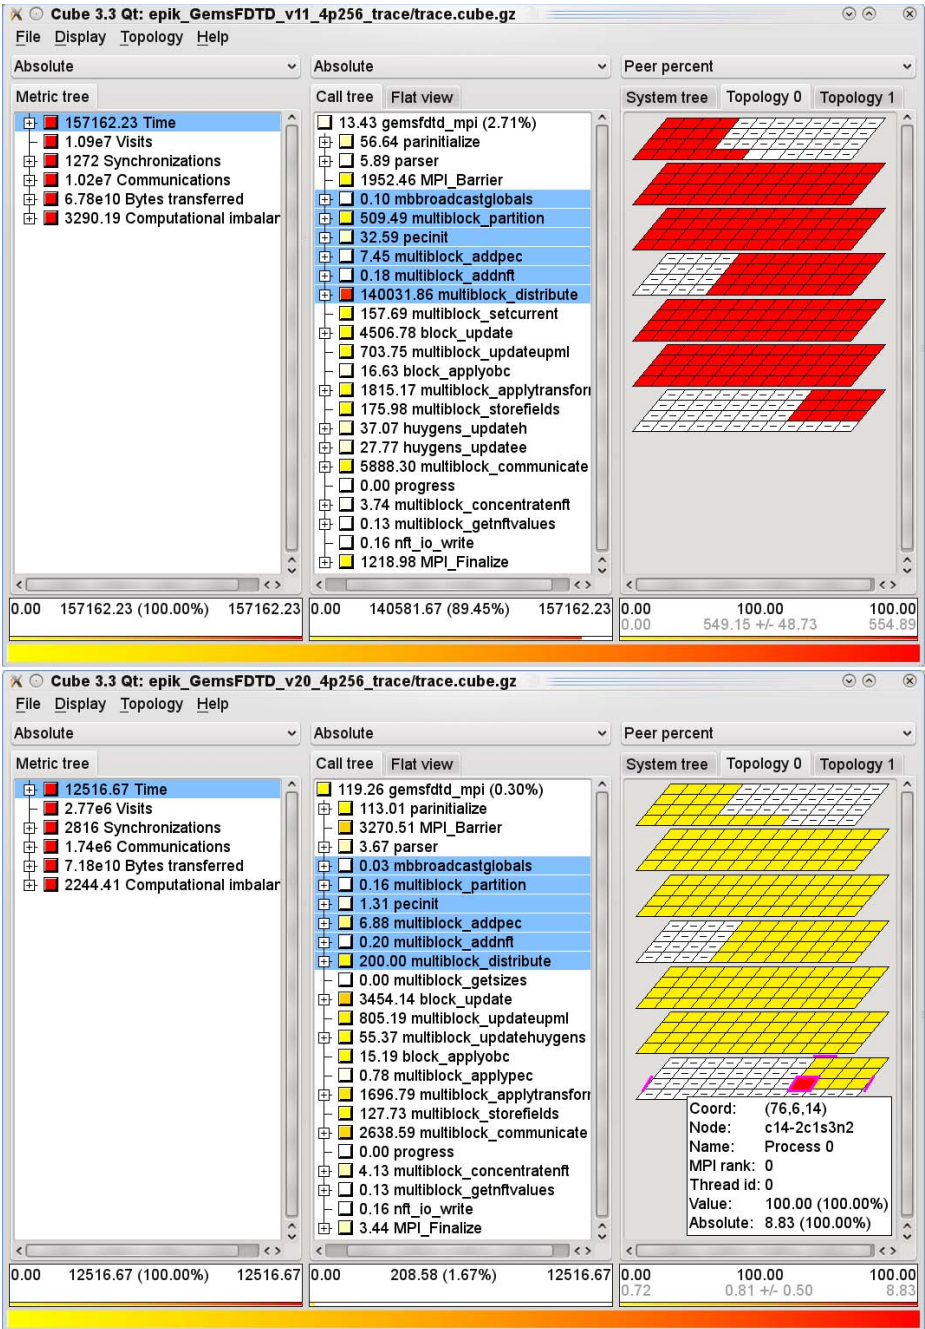 Cube 3.3 Qt: epik_GemsFDTD_v11_4p256_trace/trace.cube.gz
File Display Topology Help
Absolute
Absolute
Peer percent
Metric tree
Call tree Flat view
System tree Topology 0 Topology 1
157162.23 Time
1.09e7 Visits
1272 Synchronizations
1.02e7 Communications
6.78e10 Bytes transferred
3290.19 Computational imbalar
13.43 gemsfdtd_mpi (2.71%)
56.64 parinitialize
5.89 parser
1952.46 MPI_Barrier
0.10 mbbroadcastglobals
509.49 multiblock_partition
32.59 pecinit
7.45 multiblock_addpec
0.18 multiblock_addnft
140031.86 multiblock_distribute
157.69 multiblock_setcurrent
4506.78 block_update
703.75 multiblock_updateupml
16.63 block_applyobc
1815.17 multiblock_applytransforı
175.98 multiblock_storefields
37.07 huygens_updateh
27.77 huygens_updatee
5888.30 multiblock_communicate
0.00 progress
3.74 multiblock_concentratenft
0.13 multiblock_getnftvalues
0.16 nft_io_write
1218.98 MPI_Finalize
0.00 157162.23 (100.00%) 157162.23
0.00 140581.67 (89.45%) 157162.23
0.00 100.00 100.00
0.00 549.15 +/- 48.73 554.89
Cube 3.3 Qt: epik_GemsFDTD_v20_4p256_trace/trace.cube.gz
File Display Topology Help
Absolute
Absolute
Peer percent
Metric tree
Call tree Flat view
System tree Topology 0 Topology 1
12516.67 Time
2.77e6 Visits
2816 Synchronizations
1.74e6 Communications
7.18e10 Bytes transferred
2244.41 Computational imbalar
119.26 gemsfdtd_mpi (0.30%)
113.01 parinitialize
3270.51 MPI_Barrier
3.67 parser
0.03 mbbroadcastglobals
0.16 multiblock_partition
1.31 pecinit
6.88 multiblock_addpec
0.20 multiblock_addnft
200.00 multiblock_distribute
0.00 multiblock_getsizes
3454.14 block_update
805.19 multiblock_updateupml
55.37 multiblock_updatehuygens
15.19 block_applyobc
0.78 multiblock_applypec
1696.79 multiblock_applytransforı
127.73 multiblock_storefields
2638.59 multiblock_communicate
0.00 progress
4.13 multiblock_concentratenft
0.13 multiblock_getnftvalues
0.16 nft_io_write
3.44 MPI_Finalize
Coord: (76,6,14)
Node: c14-2c1s3n2
Name: Process 0
MPI rank: 0
Thread id: 0
Value: 100.00 (100.00%)
Absolute: 8.83 (100.00%)
0.00 12516.67 (100.00%) 12516.67
0.00 208.58 (1.67%) 12516.67
0.00 100.00 100.00
0.72 0.81 +/- 0.50 8.83